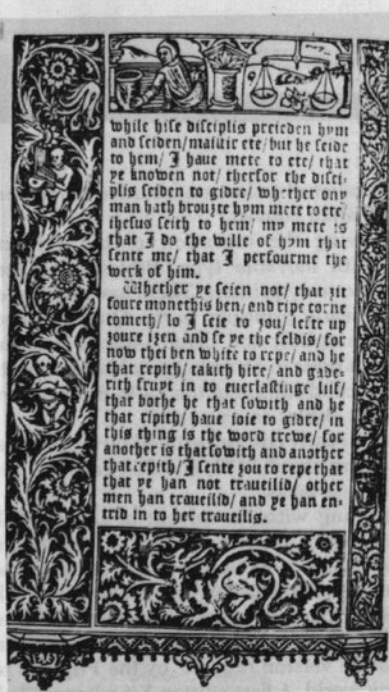 while hise disciplis preieden hym
and seiden/ maistir ete/ but he seide
to hem/ I haue mete to ete/ that
ye knowen not/ therfor the disci-
plis seiden to gidre/ whether ony
man hath brouzte hym mete to ete/
ihesus seith to hem/ my mete is
that I do the wille of hym that
sente me/ that I perfourme the
werk of him.
Whether ye seien not/ that zit
foure monethis ben/ and ripe corne
cometh/ lo I seie to zou/ lefte up
zoure izen and se ye the feldis/ for
now thei ben white to repe/ and he
that repith/ takith hire/ and gade-
rith fruyt in to euerlastinge liif/
that bothe he that sowith and he
that ripith/ haue ioie to gidre/ in
this thing is the word trewe/ for
another is that sowith and another
that repith/ I sente zou to repe that
that ye han not traueilid/ other
men han traueilid/ and ye han en-
trid in to her traueilis.